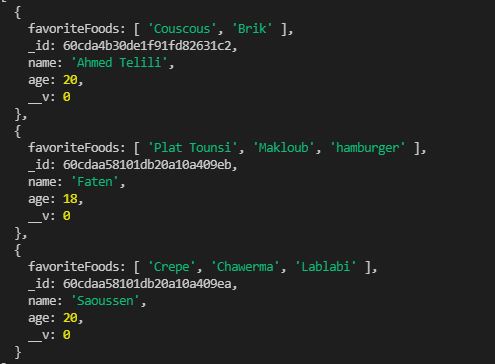 [
{
favoriteFoods: [ 'Couscous', 'Brik' ],
_id: 60cda4b30de1f91fd82631c2,
name: 'Ahmed Telili',
age: 20,
__v: 0
},
{
favoriteFoods: [ 'Plat Tounsi', 'Makloub', 'hamburger' ],
_id: 60cdaa58101db20a10a409eb,
name: 'Faten',
age: 18,
__v: 0
},
{
favoriteFoods: [ 'Crepe', 'Chawerma', 'Lablabi' ],
_id: 60cdaa58101db20a10a409ea,
name: 'Saoussen',
age: 20,
__v: 0
}